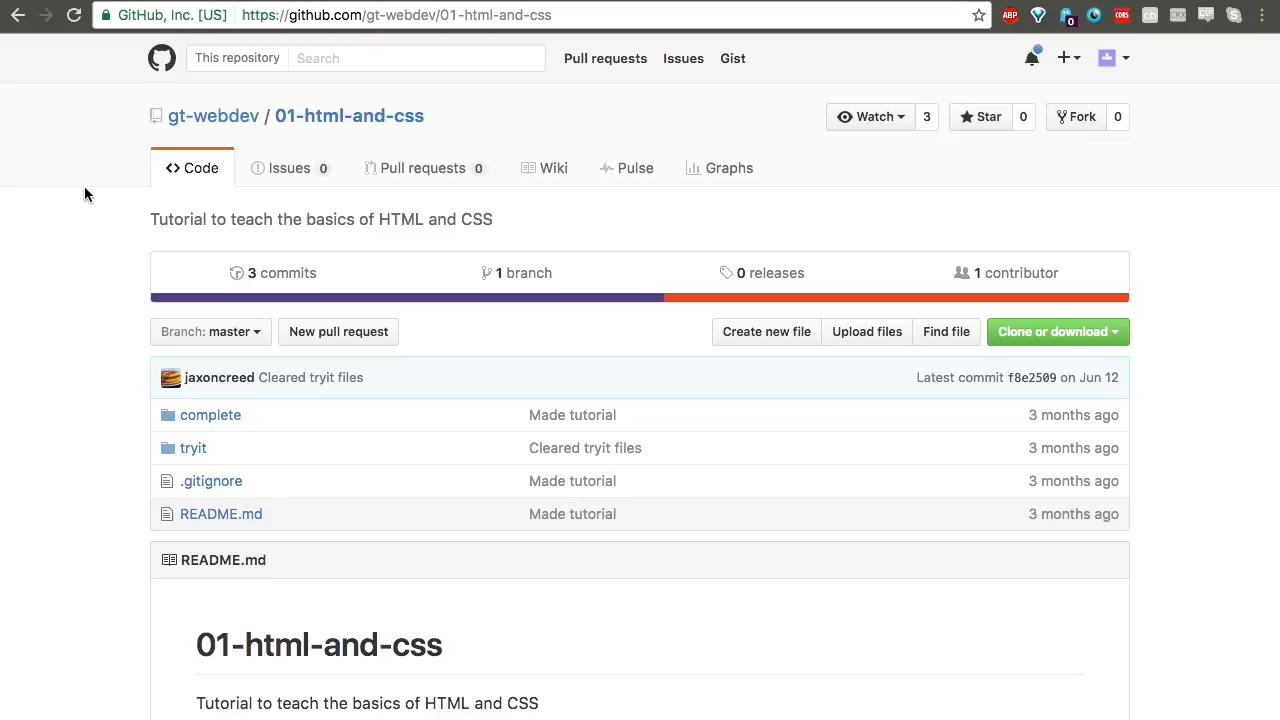 GitHub, Inc. [US] https://github.com/gt-webdev/01-html-and-css
ABP 0 CORS cb CRX CSS S
This repository Search Pull requests Issues Gist
gt-webdev / 01-html-and-css Watch 3 Star 0 Fork 0
Code Issues 0 Pull requests 0 Wiki Pulse Graphs
Tutorial to teach the basics of HTML and CSS
3 commits 1 branch 0 releases 1 contributor
Branch: master New pull request Create new file Upload files Find file Clone or download
jaxoncreed Cleared tryit files Latest commit f8e2509 on Jun 12
complete Made tutorial 3 months ago
tryit Cleared tryit files 3 months ago
.gitignore Made tutorial 3 months ago
README.md Made tutorial 3 months ago
README.md
01-html-and-css
Tutorial to teach the basics of HTML and CSS